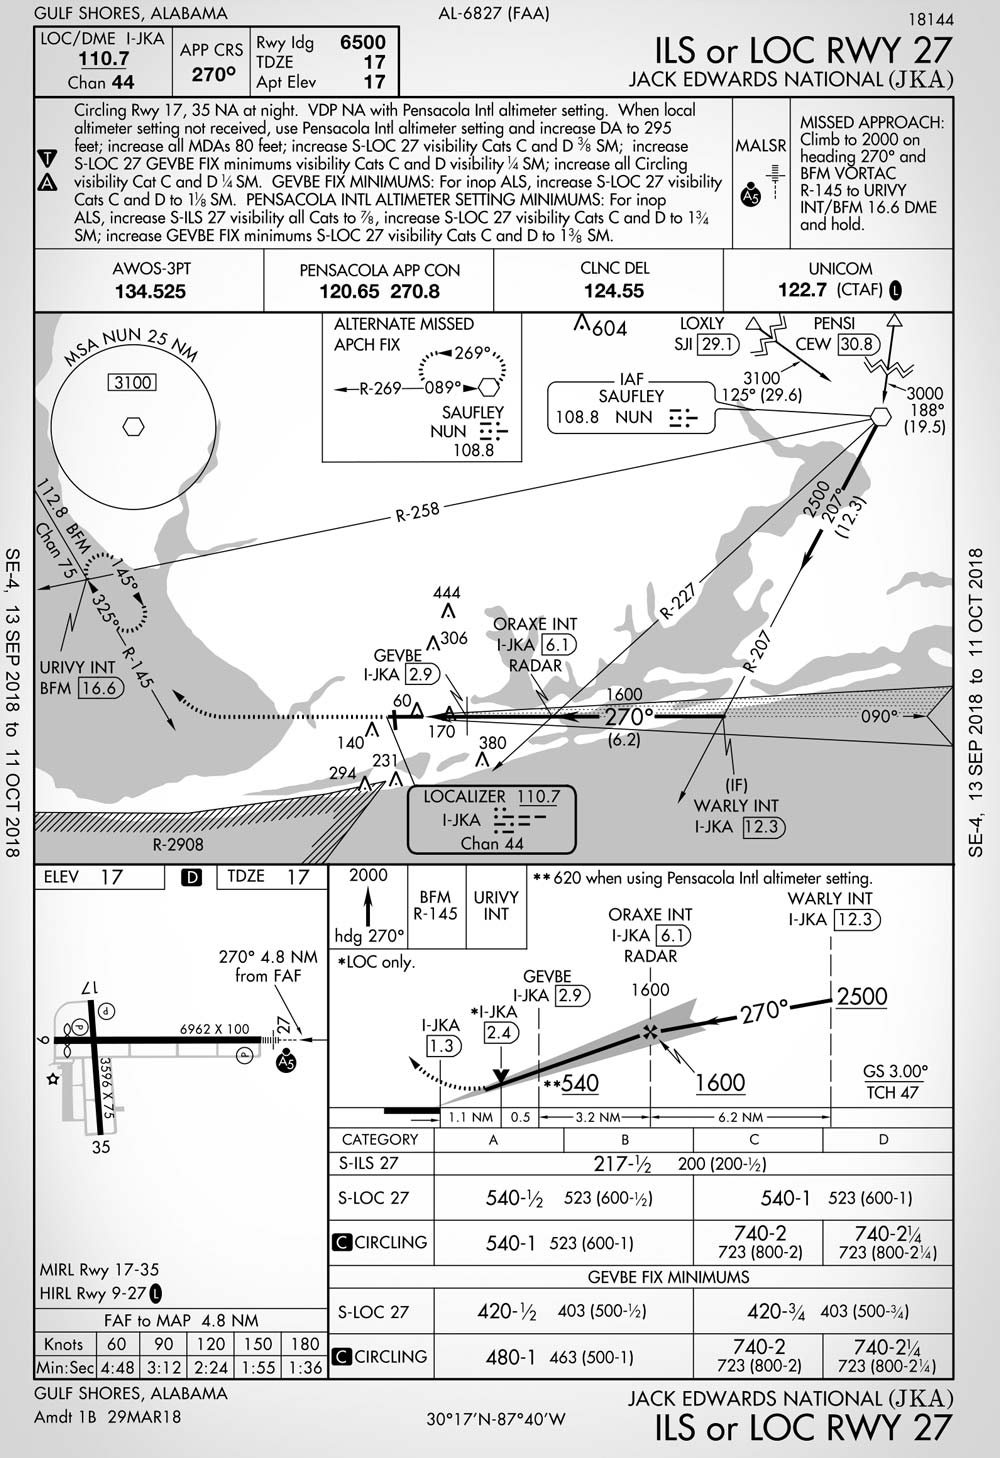 GULF SHORES, ALABAMA
AL-6827 (FAA)
18144
LOC/DME I-JKA
110.7
Chan 44
APP CRS
270°
Rwy Idg 6500
TDZE 17
Apt Elev 17
ILS or LOC RWY 27
JACK EDWARDS NATIONAL (JKA)
T
A
Circling Rwy 17, 35 NA at night. VDP NA with Pensacola Intl altimeter setting. When local
altimeter setting not received, use Pensacola Intl altimeter setting and increase DA to 295
feet; increase all MDAs 80 feet; increase S-LOC 27 visibility Cats C and D ⅜ SM; increase
S-LOC 27 GEVBE FIX minimums visibility Cats C and D visibility ¼ SM; increase all Circling
visibility Cat C and D ¼ SM. GEVBE FIX MINIMUMS: For inop ALS, increase S-LOC 27 visibility
Cats C and D to 1⅛ SM. PENSACOLA INTL ALTIMETER SETTING MINIMUMS: For inop
ALS, increase S-ILS 27 visibility all Cats to ⅞, increase S-LOC 27 Cats C and D to 1¾
SM; increase GEVBE FIX minimums S-LOC 27 visibility Cats C and D to 1⅜ SM.
MALSR
A5
MISSED APPROACH:
Climb to 2000 on
heading 270° and
BFM VORTAC
R-145 to URIVY
INT/BFM 16.6 DME
and hold.
AWOS-3PT
134.525
PENSACOLA APP CON
120.65 270.8
CLNC DEL
124.55
UNICOM
122.7 (CTAF) L
MSA NUN 25 NM
3100
ALTERNATE MISSED
APCH FIX
269°
R-269
089°
SAUFLEY
NUN
108.8
604
LOXLY
SJI 29.1
PENSI
CEW 30.8
IAF
SAUFLEY
108.8 NUN
3100
125° (29.6)
3000
188°
(19.5)
2500
207°
(12.3)
R-258
112.8 BFM
Chan 75
145°
325°
R-145
URIVY INT
BFM 16.6
R-227
R-207
444
306
ORAXE INT
I-JKA 6.1
RADAR
GEVBE
I-JKA 2.9
60
170
140
380
231
294
1600
270°
(6.2)
090°
(IF)
WARLY INT
I-JKA 12.3
LOCALIZER 110.7
I-JKA
Chan 44
R-2908
SE-4, 13 SEP 2018 to 11 OCT 2018
SE-4, 13 SEP 2018 to 11 OCT 2018
ELEV 17
D
TDZE 17
270° 4.8 NM
from FAF
17
P
P
P
9
6962 X 100
27
A5
3596 X 75
35
MIRL Rwy 17-35
HIRL Rwy 9-27 L
FAF to MAP 4.8 NM
Knots 60 90 120 150 180
Min:Sec 4:48 3:12 2:24 1:55 1:36
2000
hdg 270°
BFM
R-145
URIVY
INT
**620 when using Pensacola Intl altimeter setting.
*LOC only.
WARLY INT
I-JKA 12.3
ORAXE INT
I-JKA 6.1
RADAR
GEVBE
I-JKA 2.9
*I-JKA
2.4
I-JKA
1.3
1600
270°
2500
**540
1600
GS 3.00°
TCH 47
1.1 NM 0.5 3.2 NM 6.2 NM
CATEGORY A B C D
S-ILS 27 217-½ 200 (200-½)
S-LOC 27 540-½ 523 (600-½) 540-1 523 (600-1)
C CIRCLING 540-1 523 (600-1) 740-2 723 (800-2) 740-2¼ 723 (800-2¼)
GEVBE FIX MINIMUMS
S-LOC 27 420-½ 403 (500-½) 420-¾ 403 (500-¾)
C CIRCLING 480-1 463 (500-1) 740-2 723 (800-2) 740-2¼ 723 (800-2¼)
GULF SHORES, ALABAMA
Amdt 1B 29MAR18
30°17'N-87°40'W
JACK EDWARDS NATIONAL (JKA)
ILS or LOC RWY 27